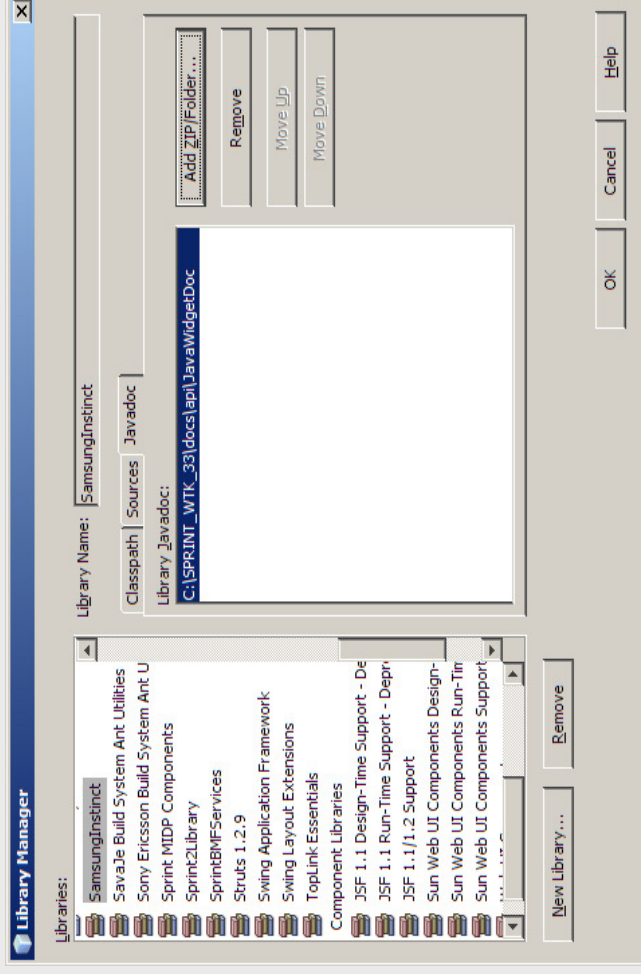 Library Manager
Libraries:
SamsungInstinct
SavaJe Build System Ant Utilities
Sony Ericsson Build System Ant U
Sprint MIDP Components
Sprint2Library
SprintBMFServices
Struts 1.2.9
Swing Application Framework
Swing Layout Extensions
TopLink Essentials
Component Libraries
JSF 1.1 Design-Time Support - De
JSF 1.1 Run-Time Support - Depr
JSF 1.1/1.2 Support
Sun Web UI Components Design-
Sun Web UI Components Run-Tim
Sun Web UI Components Support
New Library...
Remove
Library Name: SamsungInstinct
Classpath Sources Javadoc
Library Javadoc:
C:\SPRINT_WTK_33\docs\api\JavaWidgetDoc
Add ZIP/Folder...
Remove
Move Up
Move Down
OK
Cancel
Help